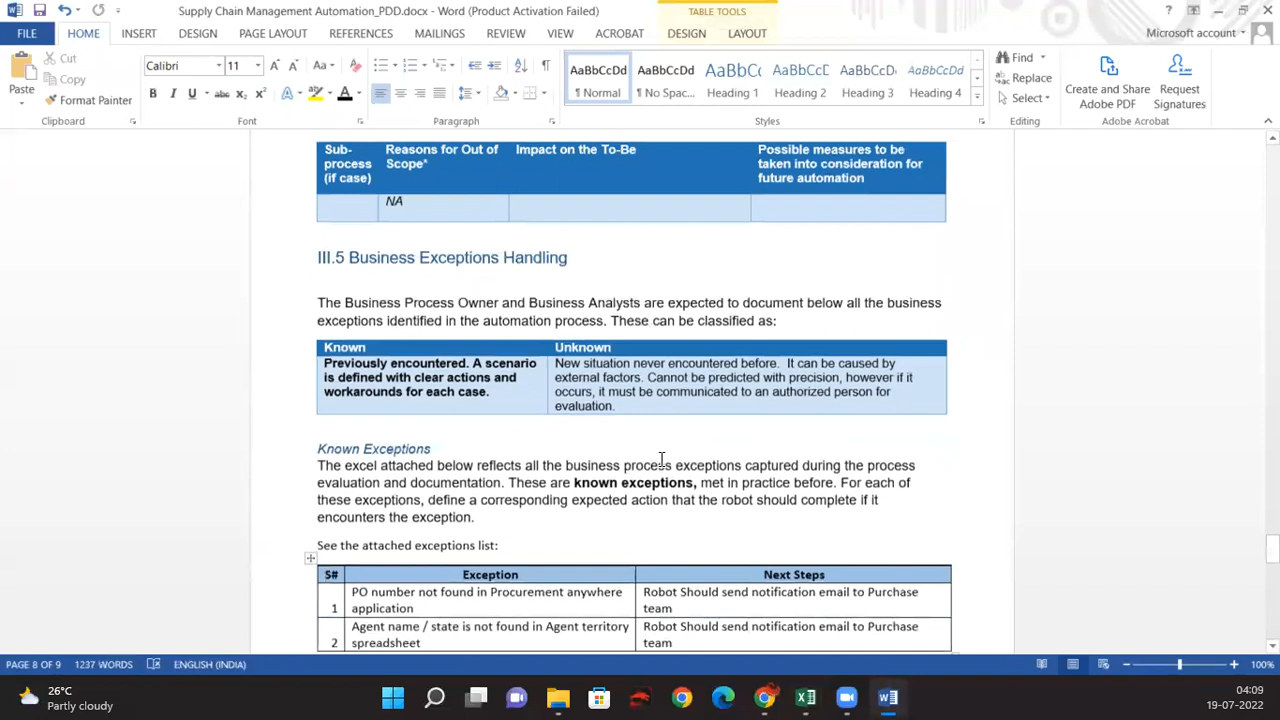 Supply Chain Management Automation_PDD.docx - Word (Product Activation Failed)
TABLE TOOLS
FILE HOME INSERT DESIGN PAGE LAYOUT REFERENCES MAILINGS REVIEW VIEW ACROBAT DESIGN LAYOUT Microsoft account
Cut
Copy
Format Painter
Paste
Clipboard
Calibri 11
Font
Paragraph
AaBbCcDd AaBbCcDd AaBbCc AaBbCcD AaBbCcDd AaBbCcDd
¶ Normal ¶ No Spac... Heading 1 Heading 2 Heading 3 Heading 4
Styles
Find
Replace
Select
Editing
Create and Share
Adobe PDF
Request
Signatures
Adobe Acrobat
Sub-
process
(if case)
Reasons for Out of
Scope*
Impact on the To-Be
Possible measures to be
taken into consideration for
future automation
NA
III.5 Business Exceptions Handling
The Business Process Owner and Business Analysts are expected to document below all the business
exceptions identified in the automation process. These can be classified as:
Known
Unknown
Previously encountered. A scenario
is defined with clear actions and
workarounds for each case.
New situation never encountered before. It can be caused by
external factors. Cannot be predicted with precision, however if it
occurs, it must be communicated to an authorized person for
evaluation.
Known Exceptions
The excel attached below reflects all the business process exceptions captured during the process
evaluation and documentation. These are known exceptions, met in practice before. For each of
these exceptions, define a corresponding expected action that the robot should complete if it
encounters the exception.
See the attached exceptions list:
S# Exception Next Steps
1
PO number not found in Procurement anywhere
application
Robot Should send notification email to Purchase
team
2
Agent name / state is not found in Agent territory
spreadsheet
Robot Should send notification email to Purchase
team
PAGE 8 OF 9 1237 WORDS ENGLISH (INDIA) 100%
26°C
Partly cloudy
04:09
19-07-2022